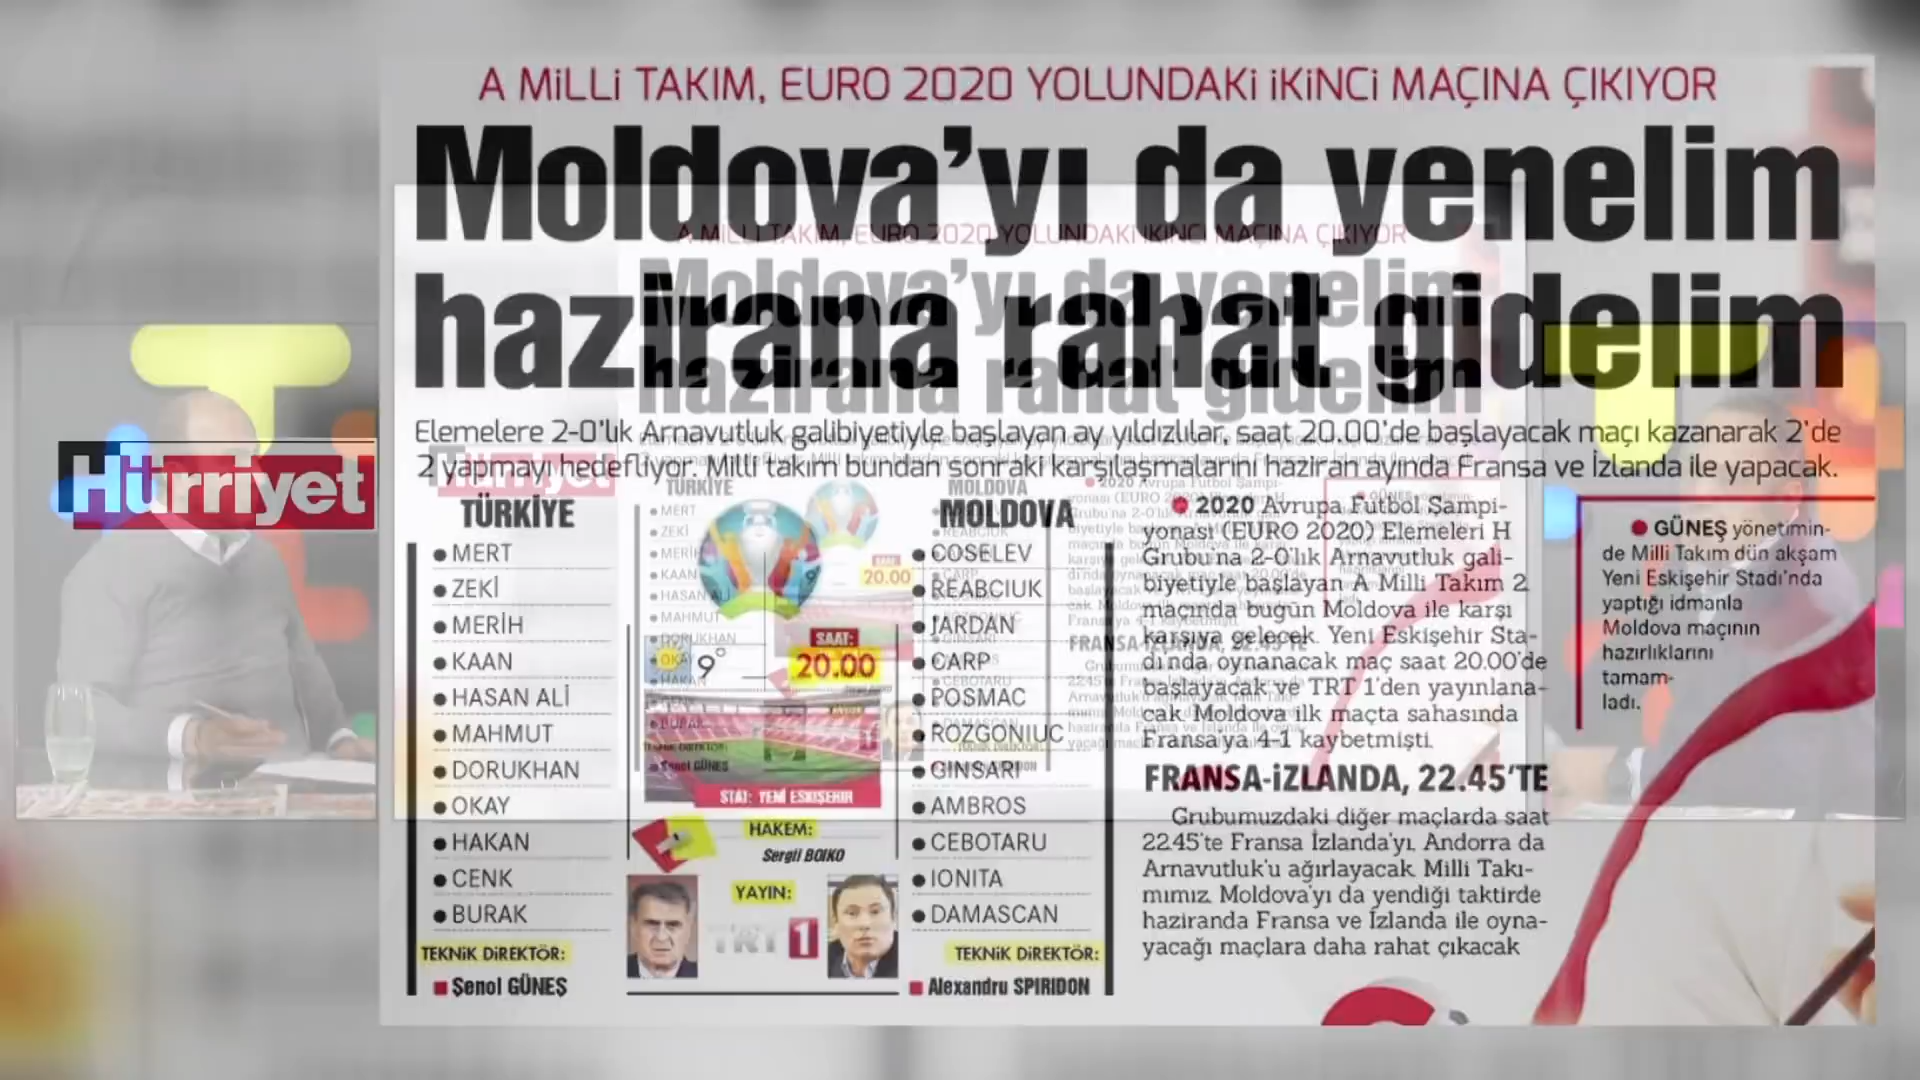 A MİLLİ TAKIM, EURO 2020 YOLUNDAKİ İKİNCİ MAÇINA ÇIKIYOR
Moldova'yı da yenelim
hazirana rahat gidelim
Elemelere 2-0'lık Arnavutluk galibiyetiyle başlayan ay yıldızlılar, saat 20.00'de başlayacak maçı kazanarak 2'de
2 yapmayı hedefliyor. Milli takım bundan sonraki karşılaşmalarını haziran ayında Fransa ve İzlanda ile yapacak.
Hürriyet
TÜRKİYE
MERT
ZEKİ
MERİH
KAAN
HASAN ALİ
MAHMUT
DORUKHAN
OKAY
HAKAN
CENK
BURAK
TEKNİK DİREKTÖR:
Şenol GÜNEŞ
9°
SAAT:
20.00
STAT: YENİ ESKİŞEHİR
HAKEM:
Sergii BOIKO
YAYIN:
TRT 1
MOLDOVA
COSELEV
REABCIUK
JARDAN
CARP
POSMAC
ROZGONIUC
GINSARI
AMBROS
CEBOTARU
IONITA
DAMASCAN
TEKNİK DİREKTÖR:
Alexandru SPIRIDON
2020 Avrupa Futbol Şampi-
yonası (EURO 2020) Elemeleri H
Grubu'na 2-0'lık Arnavutluk gali-
biyetiyle başlayan A Milli Takım 2.
maçında bugün Moldova ile karşı
karşıya gelecek. Yeni Eskişehir Sta-
dı'nda oynanacak maç saat 20.00'de
başlayacak ve TRT 1'den yayınlana-
cak. Moldova ilk maçta sahasında
Fransa'ya 4-1 kaybetmişti.
FRANSA-İZLANDA, 22.45'TE
Grubumuzdaki diğer maçlarda saat
22.45'te Fransa İzlanda'yı, Andorra da
Arnavutluk'u ağırlayacak. Milli Takı-
mımız, Moldova'yı da yendiği taktirde
haziranda Fransa ve İzlanda ile oyna-
yacağı maçlara daha rahat çıkacak
GÜNEŞ yönetimin-
de Milli Takım dün akşam
Yeni Eskişehir Stadı'nda
yaptığı idmanla
Moldova maçının
hazırlıklarını
tamam-
ladı.